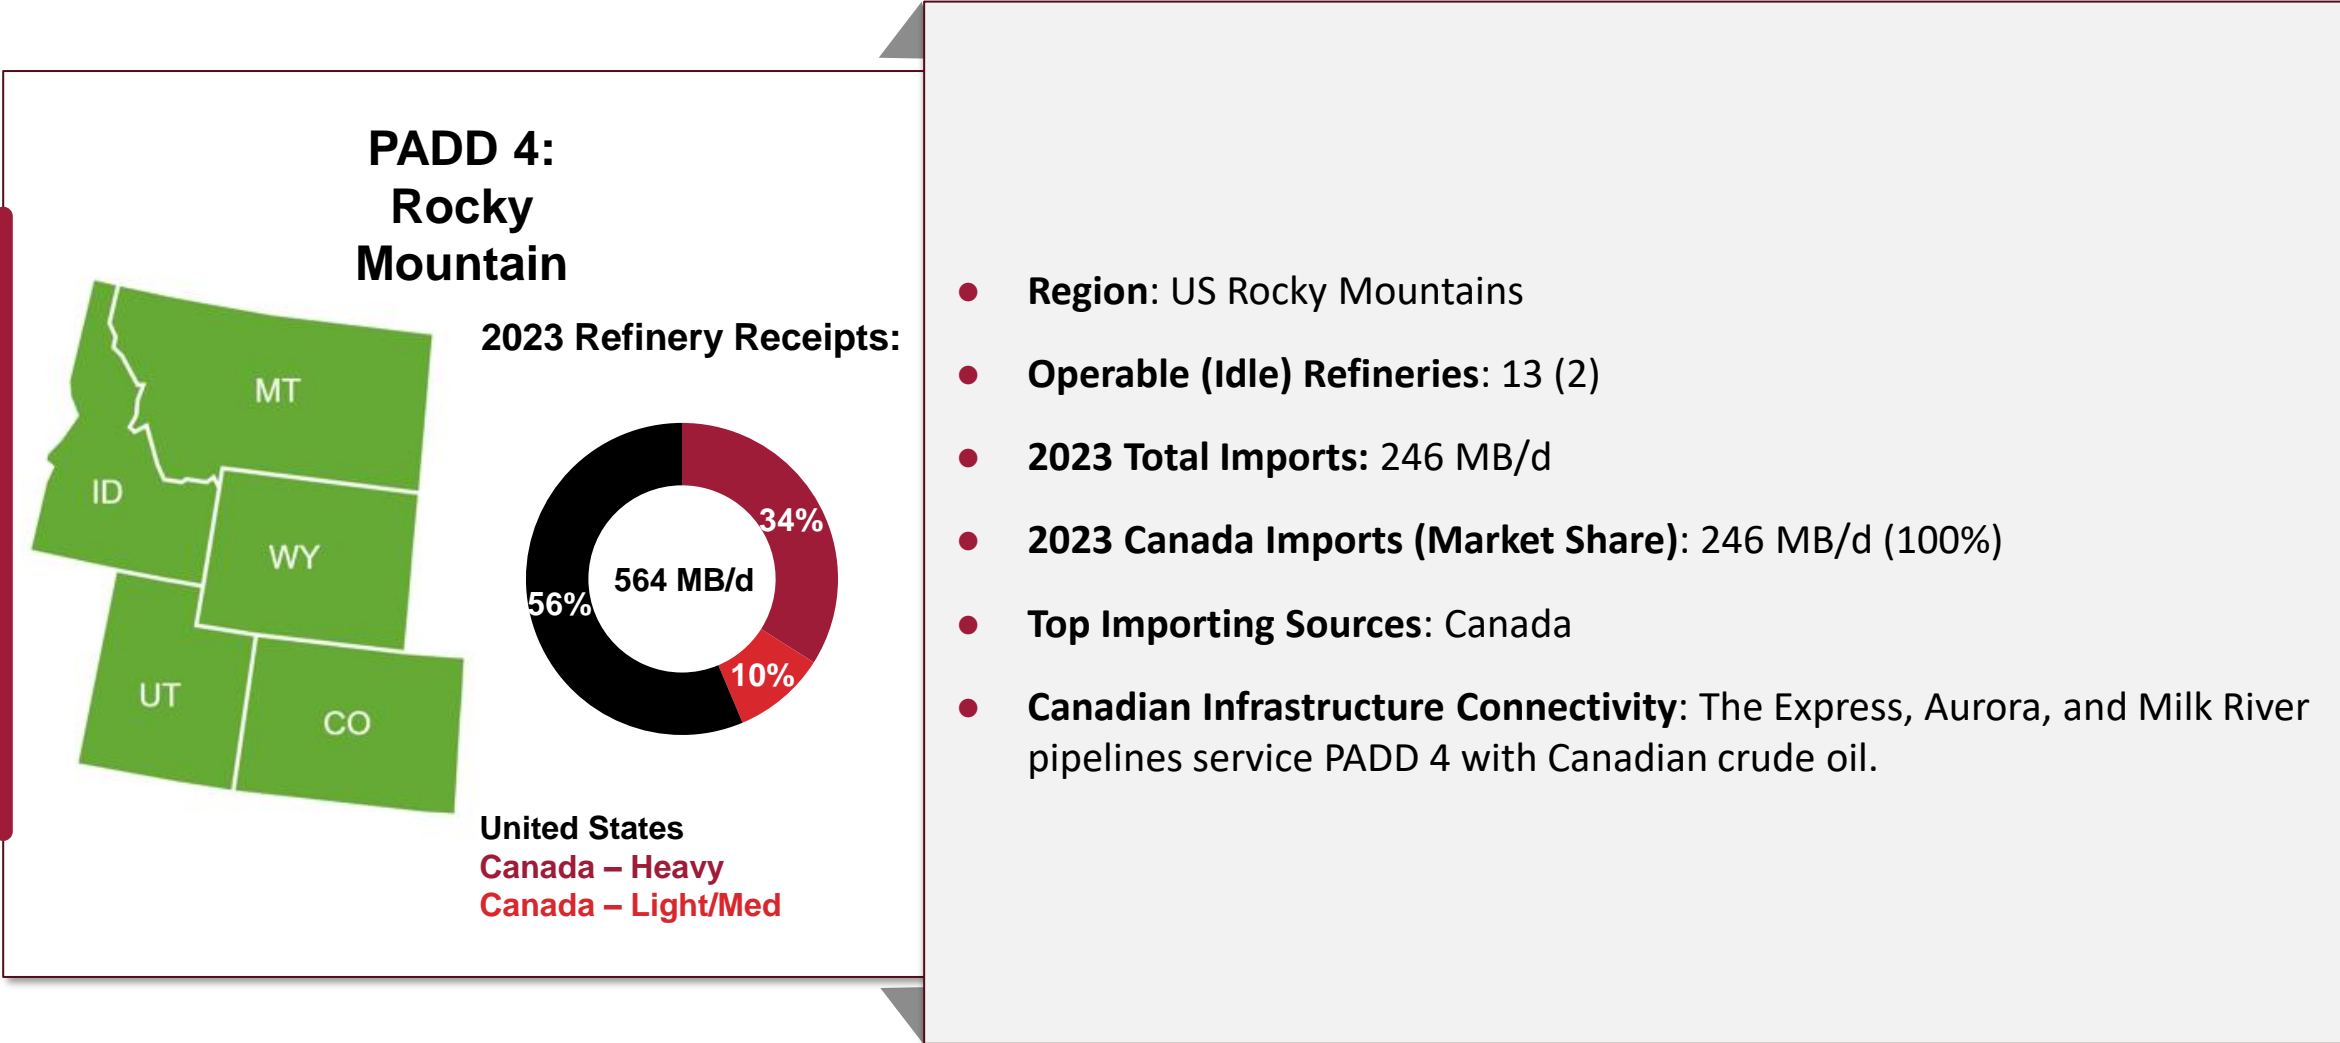 PADD 4:
Rocky
Mountain
2023 Refinery Receipts:
MT
ID
WY
UT
CO
34%
564 MB/d
56%
10%
United States
Canada – Heavy
Canada – Light/Med
● Region: US Rocky Mountains
● Operable (Idle) Refineries: 13 (2)
● 2023 Total Imports: 246 MB/d
● 2023 Canada Imports (Market Share): 246 MB/d (100%)
● Top Importing Sources: Canada
● Canadian Infrastructure Connectivity: The Express, Aurora, and Milk River
pipelines service PADD 4 with Canadian crude oil.